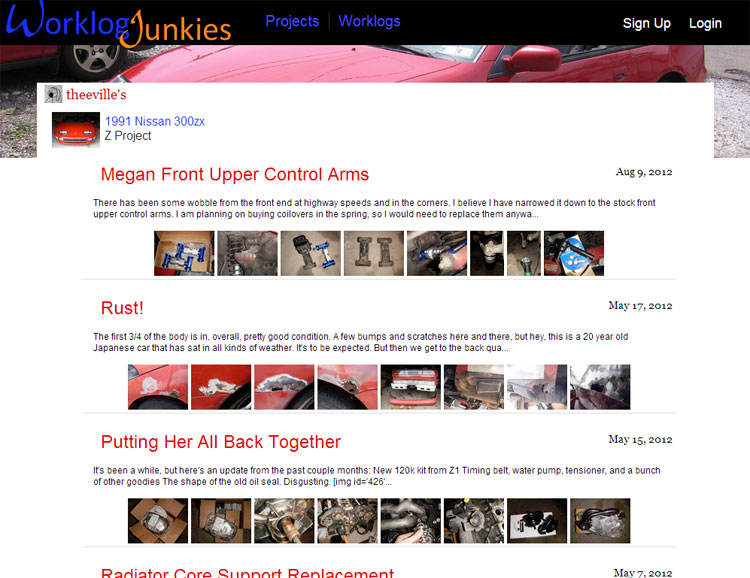 WorklogJunkies
Projects | Worklogs
Sign Up Login
theeville's
1991 Nissan 300zx
Z Project
Megan Front Upper Control Arms
Aug 9, 2012
There has been some wobble from the front end at highway speeds and in the corners. I believe I have narrowed it down to the stock front
upper control arms. I am planning on buying coilovers in the spring, so I would need to replace them anywa...
Rust!
May 17, 2012
The first 3/4 of the body is in, overall, pretty good condition. A few bumps and scratches here and there, but hey, this is a 20 year old
Japanese car that has sat in all kinds of weather. It's to be expected. But then we get to the back qua...
Putting Her All Back Together
May 15, 2012
It's been a while, but here's an update from the past couple months: New 120k kit from Z1 Timing belt, water pump, tensioner, and a bunch
of other goodies The shape of the old oil seal. Disgusting. [img id='426'...
Radiator Core Support Replacement
May 7, 2012